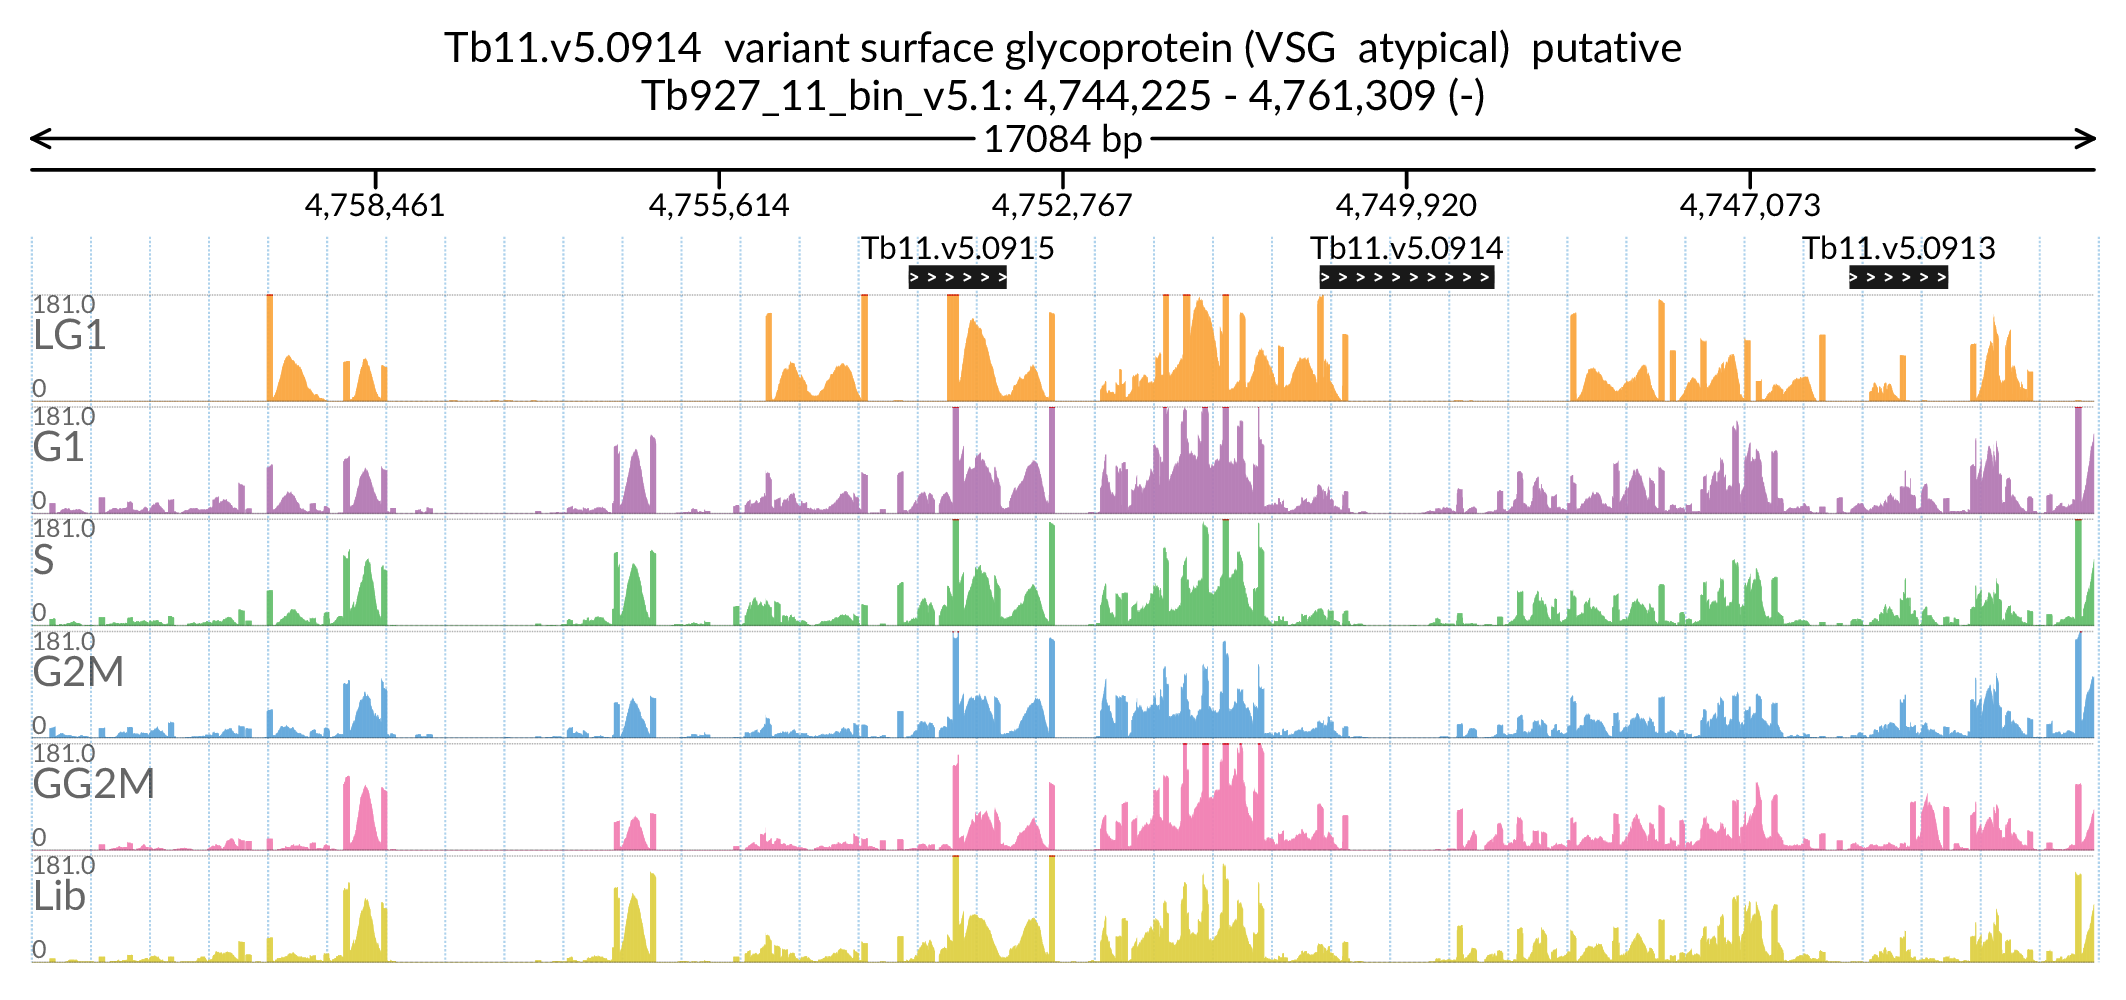 Tb11.v5.0914 variant surface glycoprotein (VSG atypical) putative
Tb927_11_bin_v5.1: 4,744,225 - 4,761,309 (-)
17084 bp
4,758,461 4,755,614 4,752,767 4,749,920 4,747,073
Tb11.v5.0915 Tb11.v5.0914 Tb11.v5.0913
181.0
LG1
0
181.0
G1
0
181.0
S
0
181.0
G2M
0
181.0
GG2M
0
181.0
Lib
0